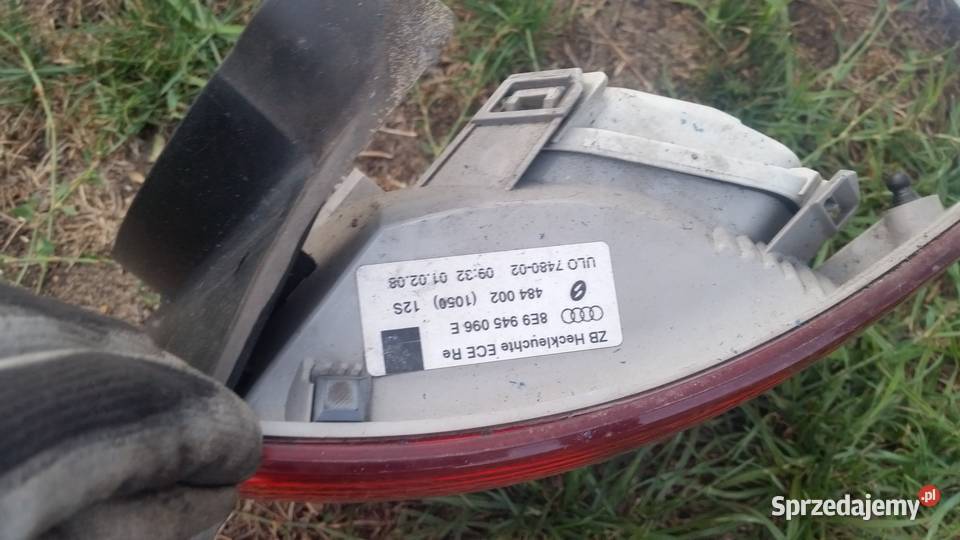 ZB Heckleuchte ECE Re
8E9 945 096 E
484 002 (1050) 12S
ULO 7480-02 09:32 01.02.08
Sprzedajemy.pl